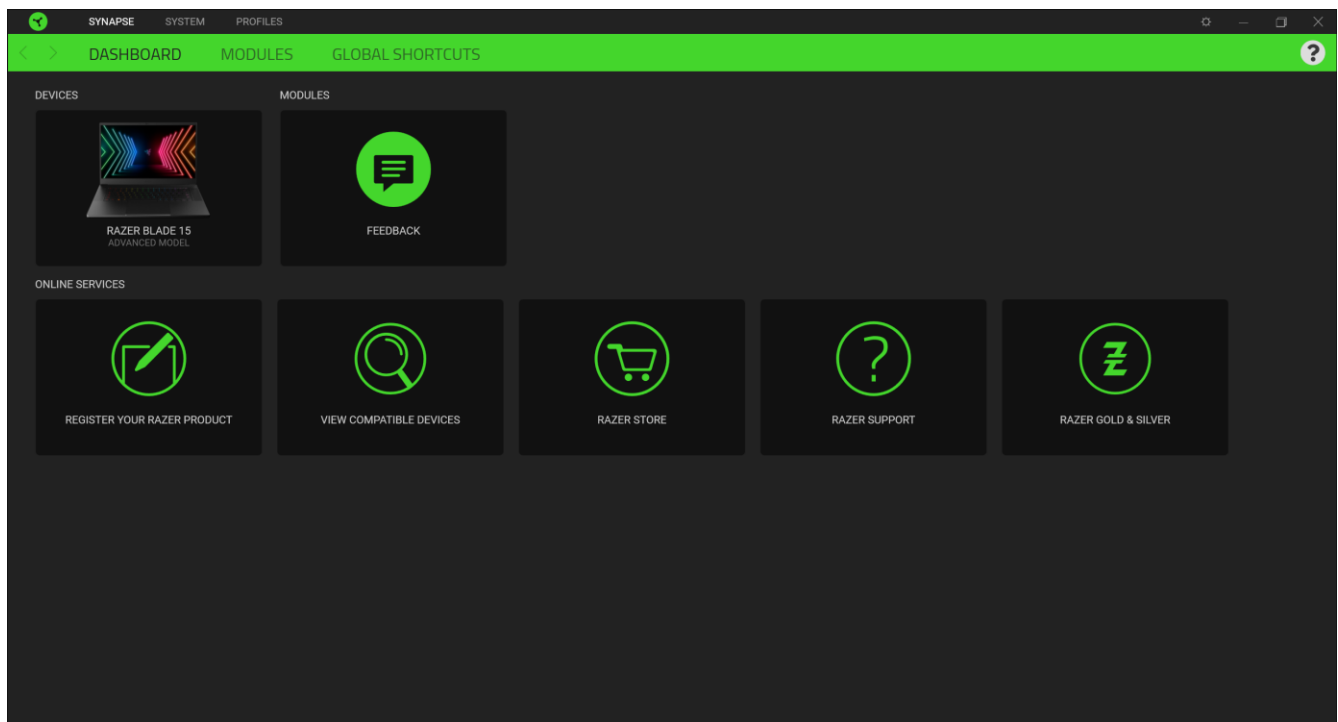 SYNAPSE SYSTEM PROFILES
DASHBOARD MODULES GLOBAL SHORTCUTS
?
DEVICES MODULES
RAZER BLADE 15
ADVANCED MODEL
FEEDBACK
ONLINE SERVICES
REGISTER YOUR RAZER PRODUCT
VIEW COMPATIBLE DEVICES
RAZER STORE
RAZER SUPPORT
RAZER GOLD & SILVER